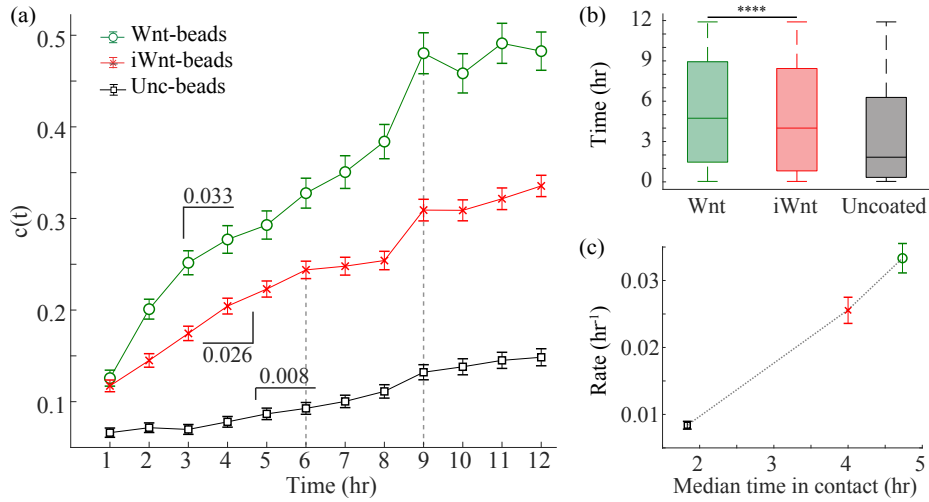 (a)
Wnt-beads
iWnt-beads
Unc-beads
0.5
0.4
0.3
0.2
0.1
c(t)
0.033
0.026
0.008
1 2 3 4 5 6 7 8 9 10 11 12
Time (hr)
(b)
****
12
9
6
3
0
Time (hr)
Wnt iWnt Uncoated
(c)
0.03
0.02
0.01
Rate (hr⁻¹)
2 3 4 5
Median time in contact (hr)